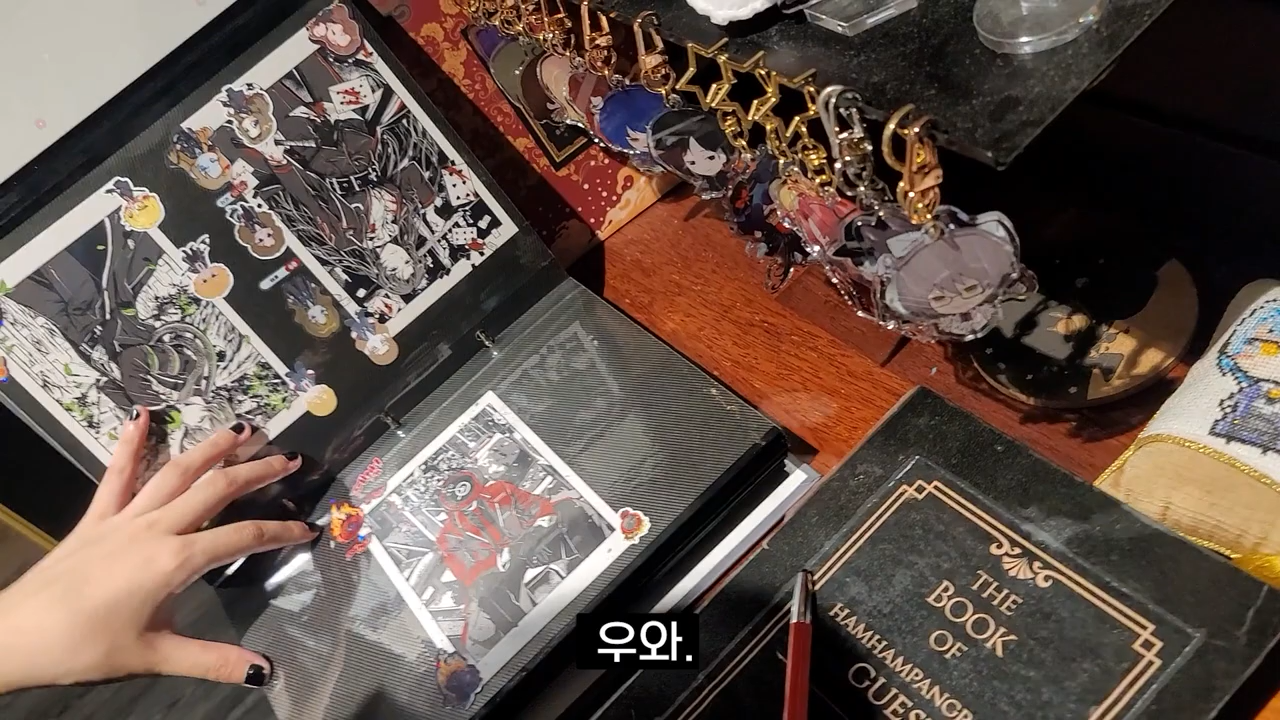 THE
BOOK
OF
HAMHAMPANGR
GUES
우와.